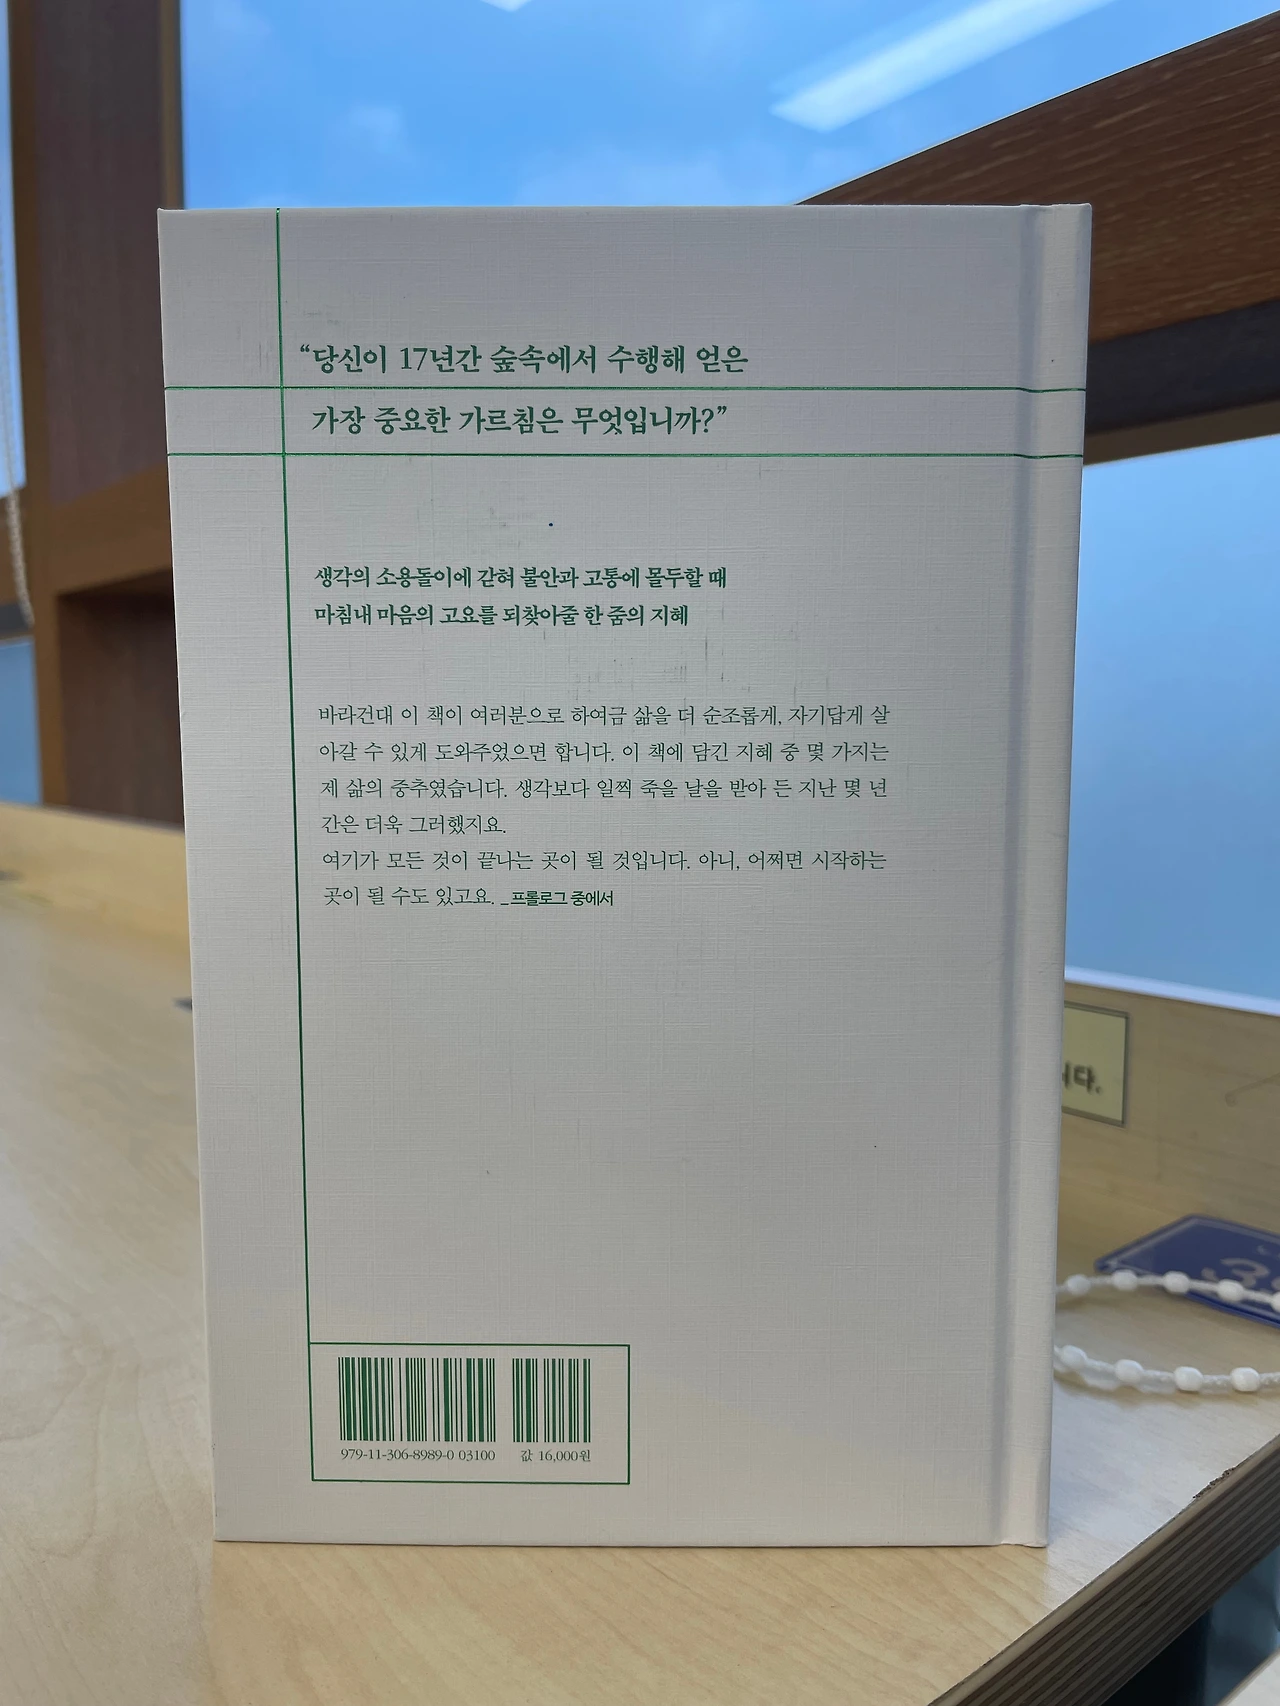 “당신이 17년간 숲속에서 수행해 얻은
가장 중요한 가르침은 무엇입니까?”
생각의 소용돌이에 갇혀 불안과 고통에 몰두할 때
마침내 마음의 고요를 되찾아줄 한 줌의 지혜
바라건대 이 책이 여러분으로 하여금 삶을 더 순조롭게, 자기답게 살
아갈 수 있게 도와주었으면 합니다. 이 책에 담긴 지혜 중 몇 가지는
제 삶의 중추였습니다. 생각보다 일찍 죽을 날을 받아 든 지난 몇 년
간은 더욱 그러했지요.
여기가 모든 것이 끝나는 곳이 될 것입니다. 아니, 어쩌면 시작하는
곳이 될 수도 있고요. _프롤로그 중에서
979-11-306-8989-0 03100 값 16,000원